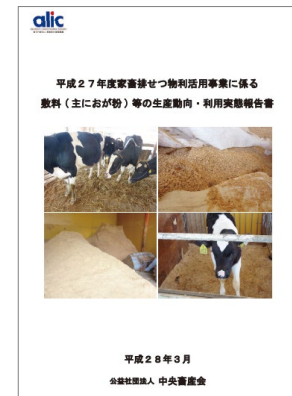 alic
平成２７年度家畜排せつ物利活用事業に係る
敷料（主におが粉）等の生産動向・利用実態報告書
平成２８年３月
公益社団法人 中央畜産会